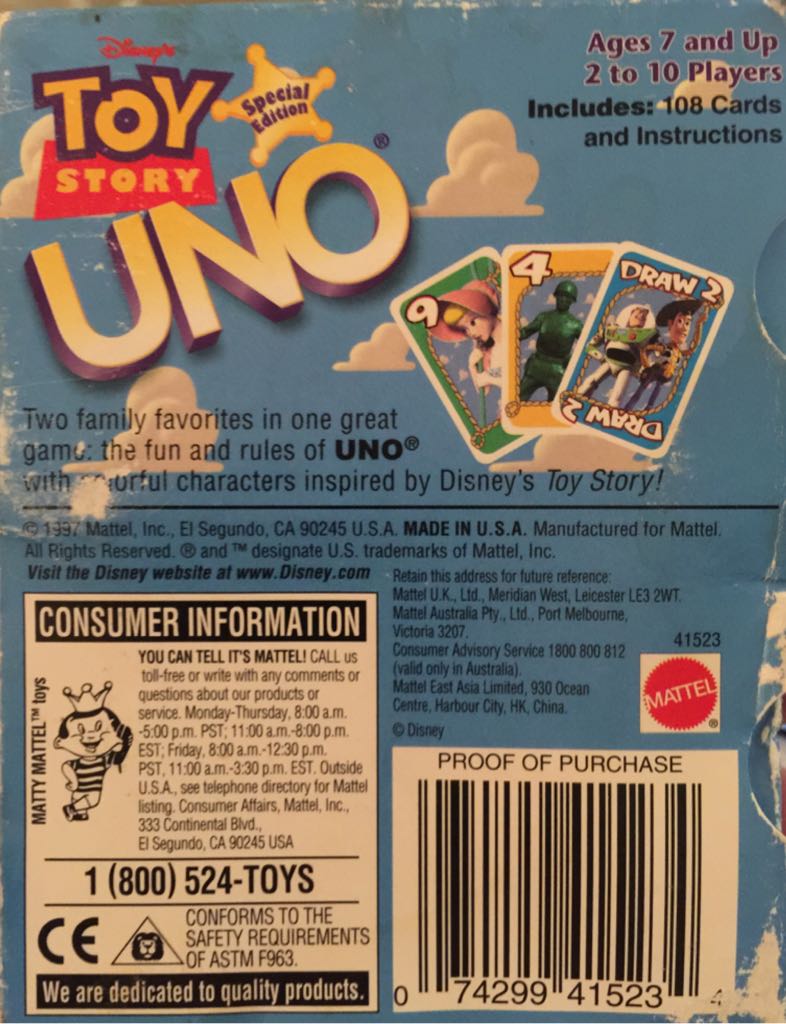 Disney's
TOY
STORY
Special
Edition
UNO®
Ages 7 and Up
2 to 10 Players
Includes: 108 Cards
and Instructions
9
4
DRAW 2
DRAW 2
Two family favorites in one great
game: the fun and rules of UNO®
with colorful characters inspired by Disney's Toy Story!
© 1997 Mattel, Inc., El Segundo, CA 90245 U.S.A. MADE IN U.S.A. Manufactured for Mattel.
All Rights Reserved. ® and ™ designate U.S. trademarks of Mattel, Inc.
Visit the Disney website at www.Disney.com
CONSUMER INFORMATION
MATTY MATTEL™ toys
YOU CAN TELL IT'S MATTEL! CALL us
toll-free or write with any comments or
questions about our products or
service. Monday-Thursday, 8:00 a.m.
-5:00 p.m. PST; 11:00 a.m.-8:00 p.m.
EST; Friday, 8:00 a.m.-12:30 p.m.
PST, 11:00 a.m.-3:30 p.m. EST. Outside
U.S.A., see telephone directory for Mattel
listing. Consumer Affairs, Mattel, Inc.,
333 Continental Blvd.,
El Segundo, CA 90245 USA
1 (800) 524-TOYS
CE
CONFORMS TO THE
SAFETY REQUIREMENTS
OF ASTM F963.
We are dedicated to quality products.
Retain this address for future reference:
Mattel U.K., Ltd., Meridian West, Leicester LE3 2WT.
Mattel Australia Pty., Ltd., Port Melbourne,
Victoria 3207.
Consumer Advisory Service 1800 800 812
(valid only in Australia).
Mattel East Asia Limited, 930 Ocean
Centre, Harbour City, HK, China.
© Disney
41523
MATTEL®
PROOF OF PURCHASE
0 74299 41523 4